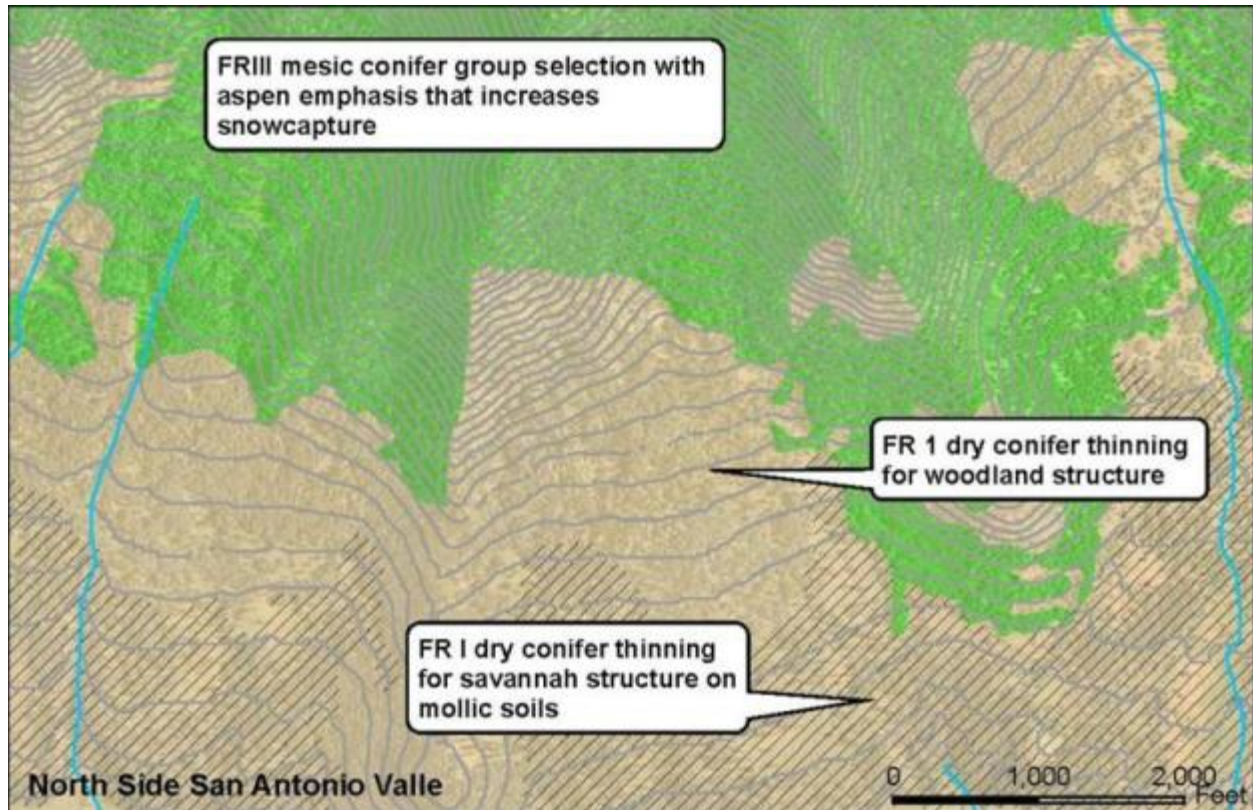 FRIII mesic conifer group selection with
aspen emphasis that increases
snowcapture
FR 1 dry conifer thinning
for woodland structure
FR I dry conifer thinning
for savannah structure on
mollic soils
North Side San Antonio Valle
0 1,000 2,000
Feet